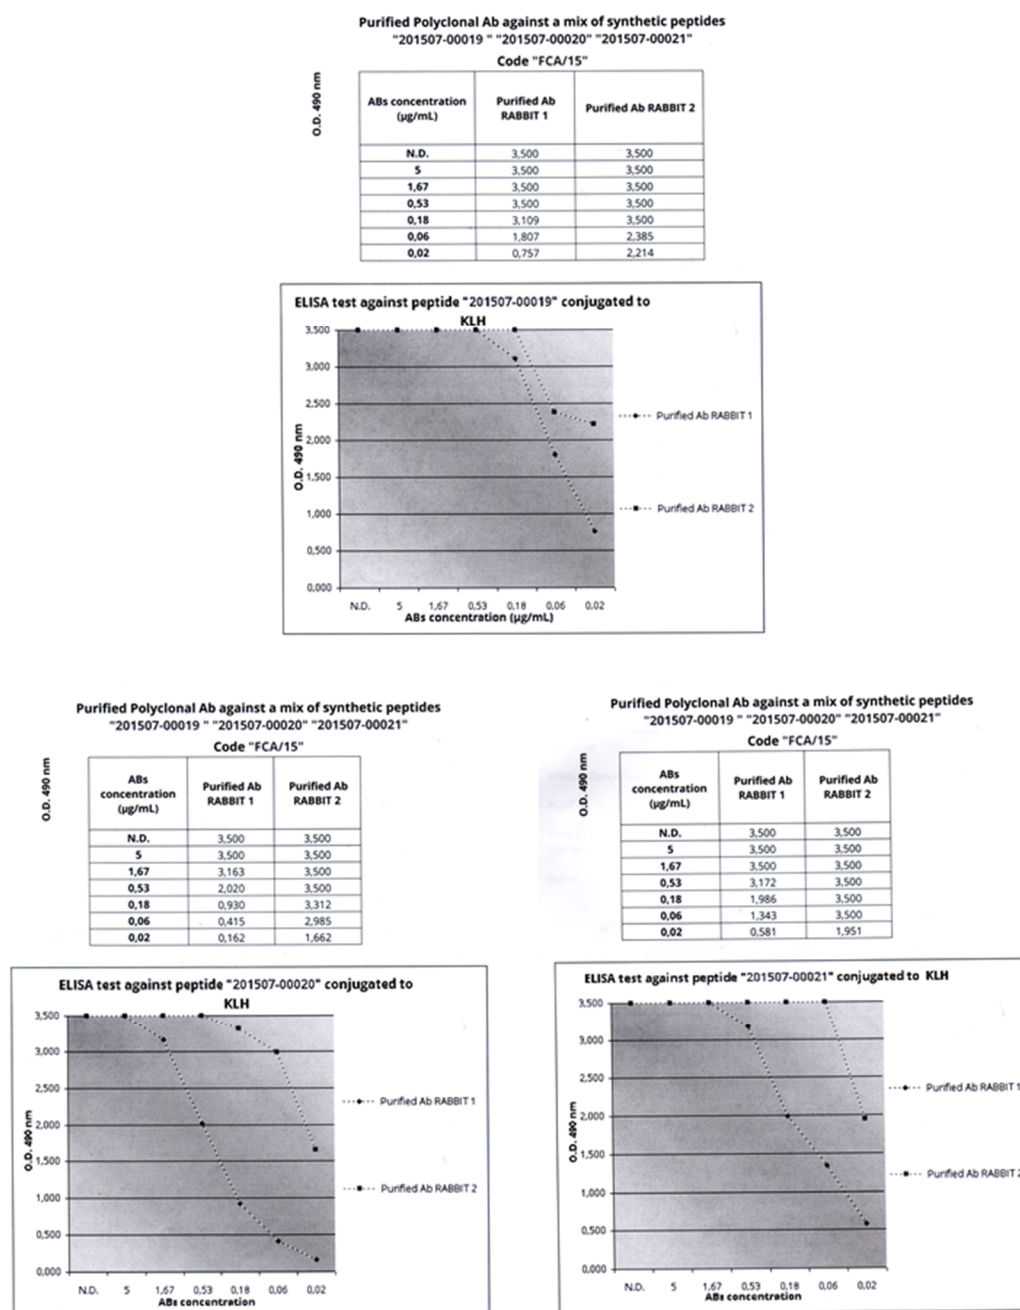 Purified Polyclonal Ab against a mix of synthetic peptides
"201507-00019 " "201507-00020" "201507-00021"
Code "FCA/15"
O.D. 490 nm
ABs concentration (µg/mL) Purified Ab RABBIT 1 Purified Ab RABBIT 2
N.D. 3,500 3,500
5 3,500 3,500
1,67 3,500 3,500
0,53 3,500 3,500
0,18 3,109 3,500
0,06 1,807 2,385
0,02 0,757 2,214
ELISA test against peptide "201507-00019" conjugated to
KLH
3,500
3,000
2,500
2,000
1,500
1,000
0,500
0,000
O.D. 490 nm
N.D. 5 1,67 0,53 0,18 0,06 0,02
ABs concentration (µg/mL)
Purified Ab RABBIT 1
Purified Ab RABBIT 2
Purified Polyclonal Ab against a mix of synthetic peptides
"201507-00019 " "201507-00020" "201507-00021"
Code "FCA/15"
O.D. 490 nm
ABs concentration (µg/mL) Purified Ab RABBIT 1 Purified Ab RABBIT 2
N.D. 3,500 3,500
5 3,500 3,500
1,67 3,163 3,500
0,53 2,020 3,500
0,18 0,930 3,312
0,06 0,415 2,985
0,02 0,162 1,662
ELISA test against peptide "201507-00020" conjugated to
KLH
3,500
3,000
2,500
2,000
1,500
1,000
0,500
0,000
O.D. 490 nm
N.D. 5 1,67 0,53 0,18 0,06 0,02
ABs concentration
Purified Ab RABBIT 1
Purified Ab RABBIT 2
Purified Polyclonal Ab against a mix of synthetic peptides
"201507-00019 " "201507-00020" "201507-00021"
Code "FCA/15"
O.D. 490 nm
ABs concentration (µg/mL) Purified Ab RABBIT 1 Purified Ab RABBIT 2
N.D. 3,500 3,500
5 3,500 3,500
1,67 3,500 3,500
0,53 3,172 3,500
0,18 1,986 3,500
0,06 1,343 3,500
0,02 0,581 1,951
ELISA test against peptide "201507-00021" conjugated to KLH
3,500
3,000
2,500
2,000
1,500
1,000
0,500
0,000
O.D. 490 nm
N.D. 5 1,67 0,53 0,18 0,06 0,02
ABs concentration
Purified Ab RABBIT 1
Purified Ab RABBIT 2